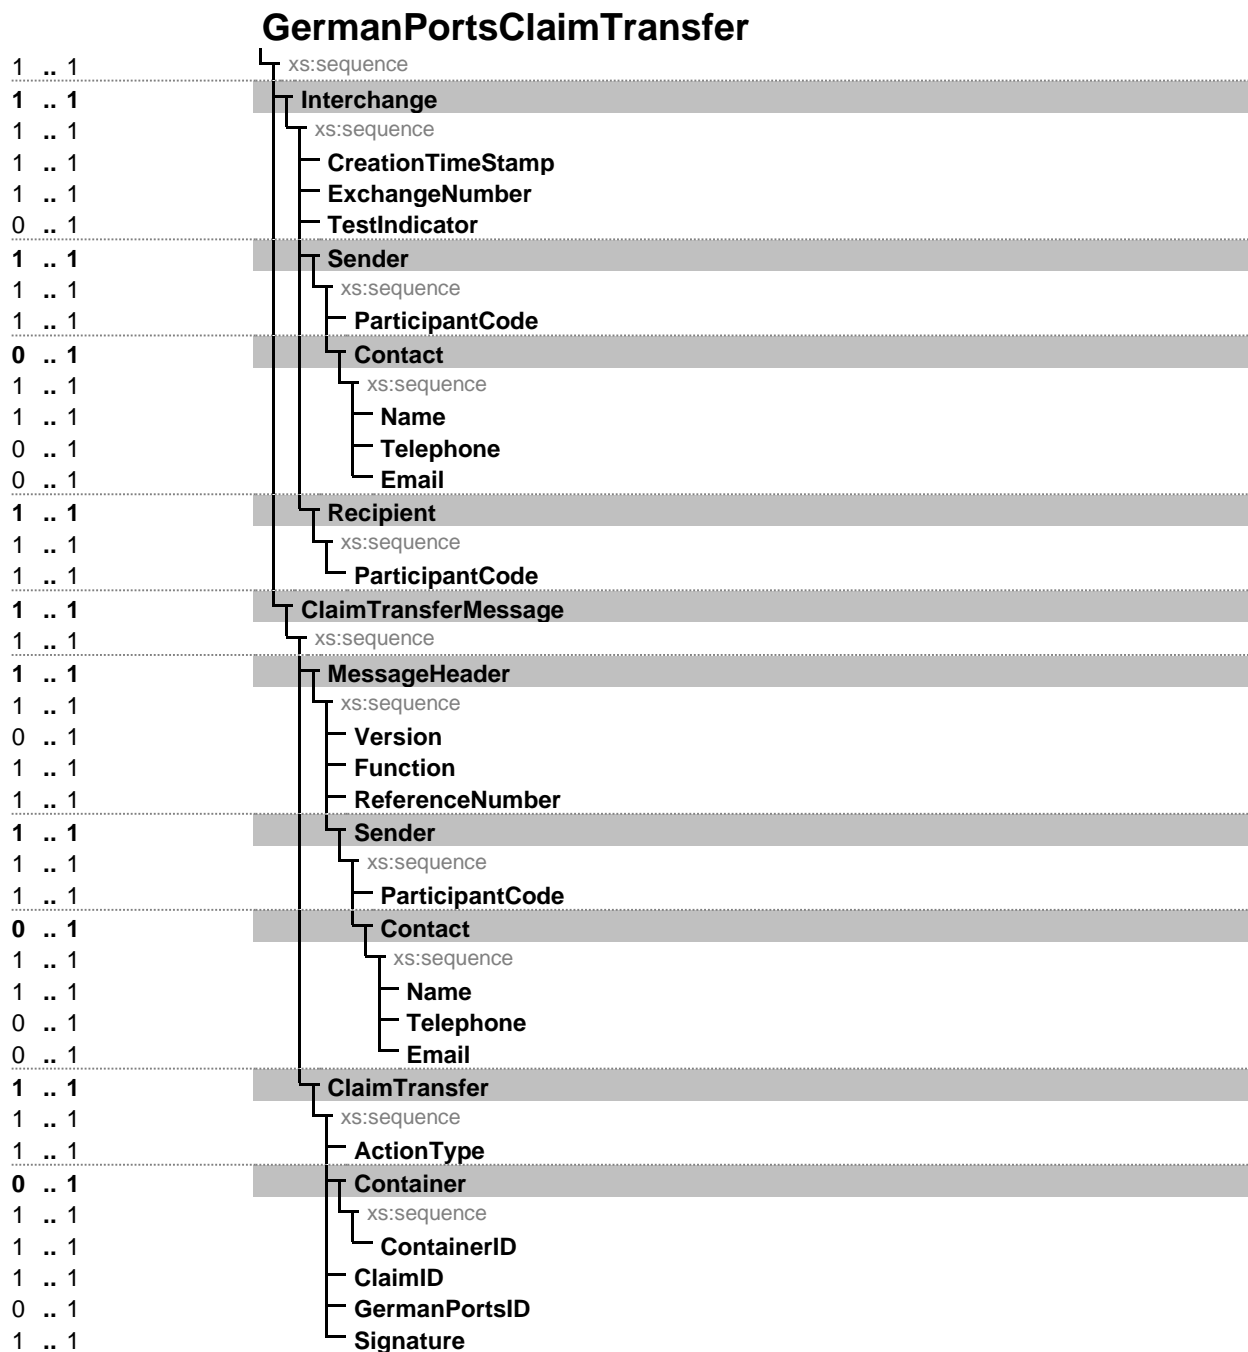 GermanPortsClaimTransfer
1 .. 1 xs:sequence
1 .. 1 Interchange
1 .. 1 xs:sequence
1 .. 1 CreationTimeStamp
1 .. 1 ExchangeNumber
0 .. 1 TestIndicator
1 .. 1 Sender
1 .. 1 xs:sequence
1 .. 1 ParticipantCode
0 .. 1 Contact
1 .. 1 xs:sequence
1 .. 1 Name
0 .. 1 Telephone
0 .. 1 Email
1 .. 1 Recipient
1 .. 1 xs:sequence
1 .. 1 ParticipantCode
1 .. 1 ClaimTransferMessage
1 .. 1 xs:sequence
1 .. 1 MessageHeader
1 .. 1 xs:sequence
0 .. 1 Version
1 .. 1 Function
1 .. 1 ReferenceNumber
1 .. 1 Sender
1 .. 1 xs:sequence
1 .. 1 ParticipantCode
0 .. 1 Contact
1 .. 1 xs:sequence
1 .. 1 Name
0 .. 1 Telephone
0 .. 1 Email
1 .. 1 ClaimTransfer
1 .. 1 xs:sequence
1 .. 1 ActionType
0 .. 1 Container
1 .. 1 xs:sequence
1 .. 1 ContainerID
1 .. 1 ClaimID
0 .. 1 GermanPortsID
1 .. 1 Signature